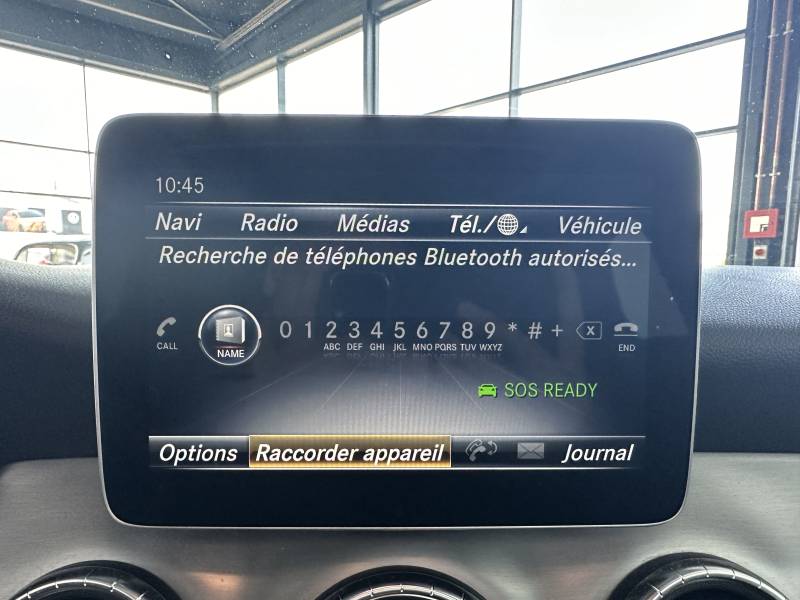 10:45
Navi Radio Médias Tél./ Véhicule
Recherche de téléphones Bluetooth autorisés...
0 1 2 3 4 5 6 7 8 9 * # +
CALL NAME ABC DEF GHI JKL MNO PQRS TUV WXYZ END
SOS READY
Options Raccorder appareil Journal